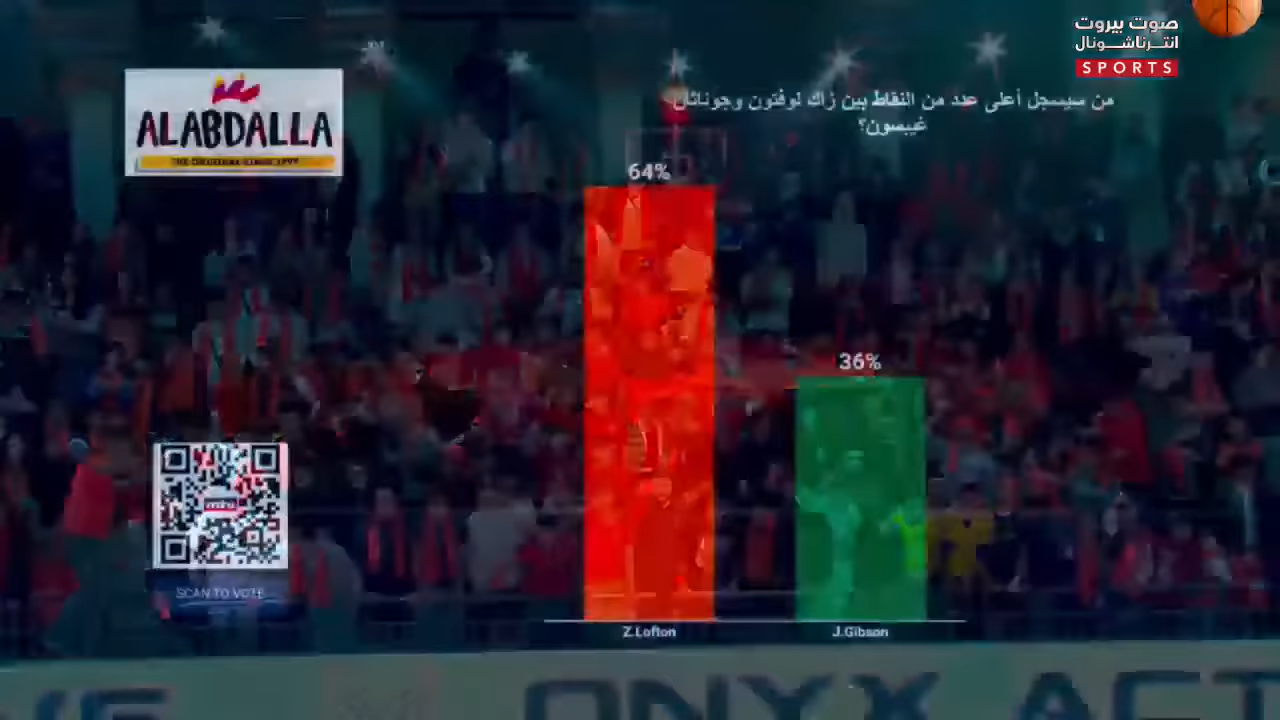 صوت بيروت
انترناشونال
SPORTS
ALABDALLA
من سيسجل أعلى عدد من النقاط بين زاك لوفتون وجوناثان
غيبسون؟
64%
36%
SCAN TO VOTE
Z.Lofton
J.Gibson
ONYX ACT